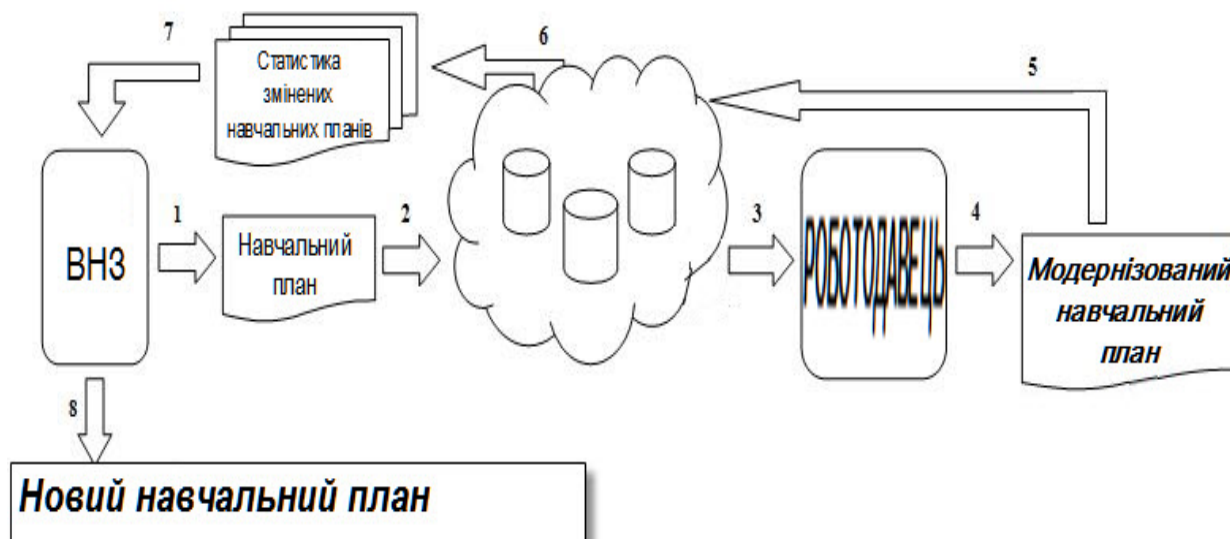 7
Статистика
змінених
навчальних планів
6
5
ВНЗ
1
Навчальний
план
2
3
РОБОТОДАВЕЦЬ
4
Модернізований
навчальний
план
8
Новий навчальний план